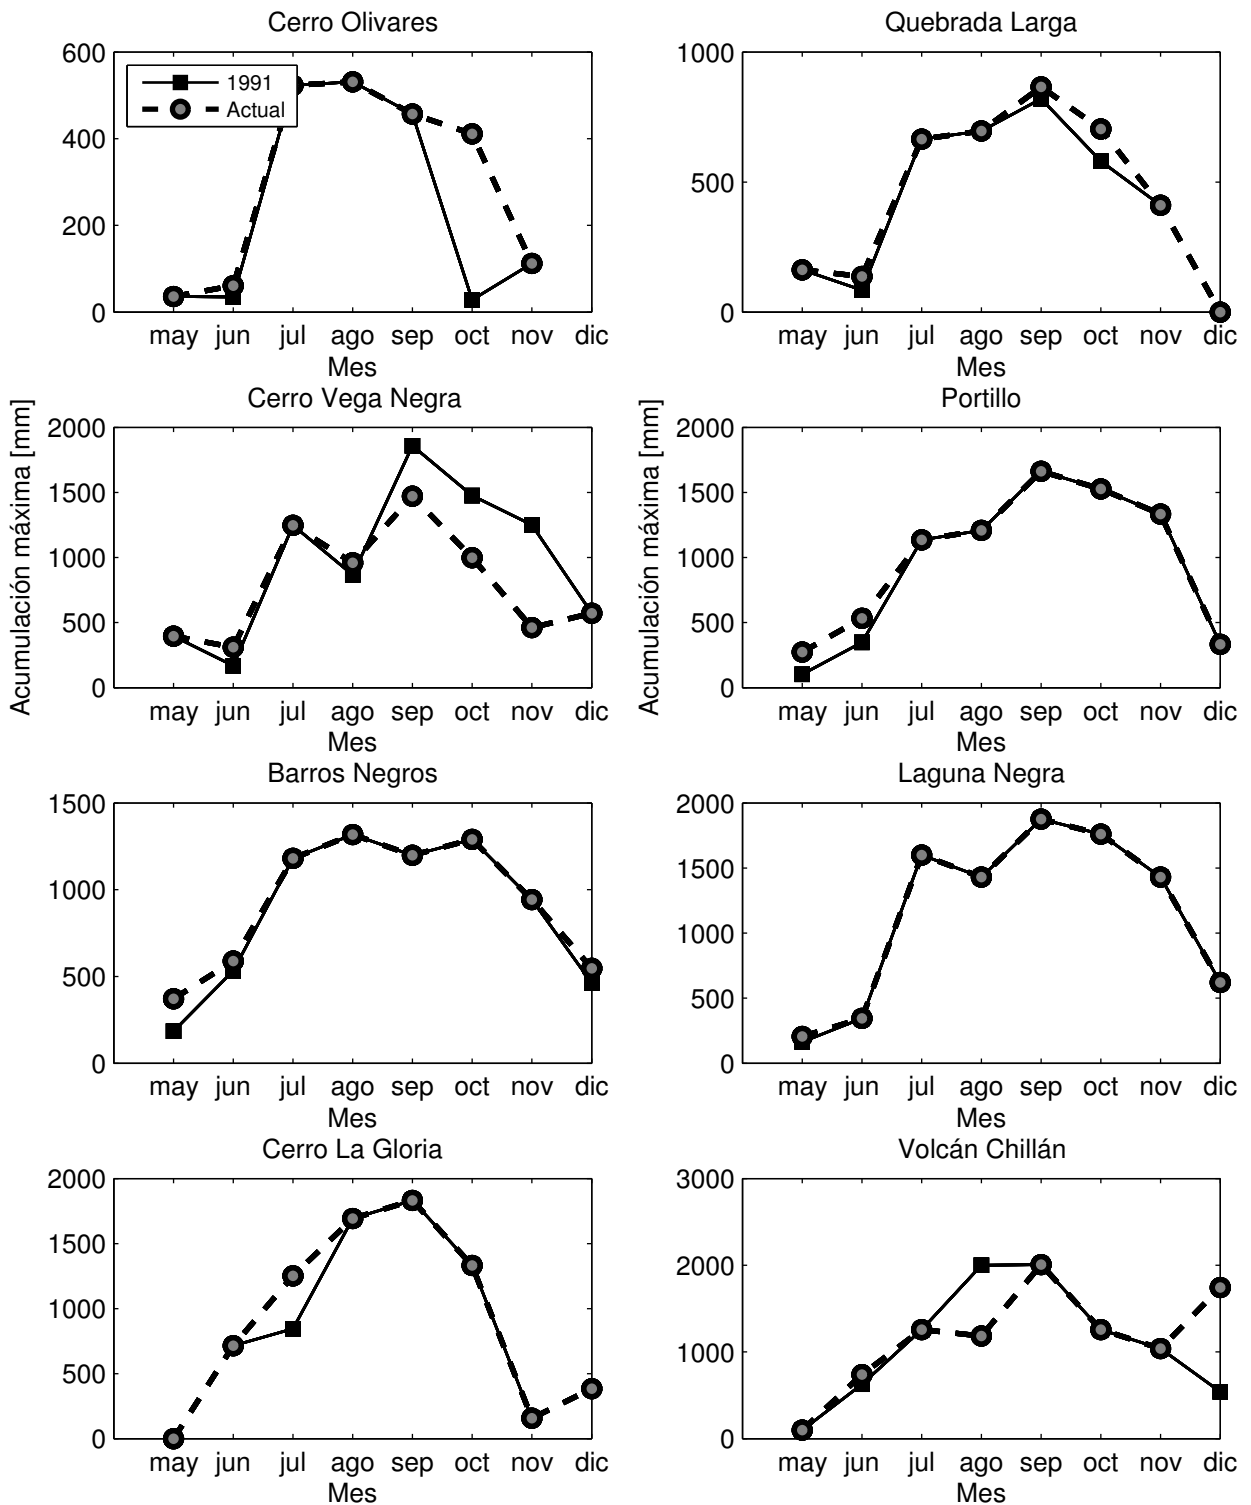 Cerro Olivares
600
400
200
0
1991
Actual
may jun jul ago sep oct nov dic
Mes
Quebrada Larga
1000
500
0
may jun jul ago sep oct nov dic
Mes
Cerro Vega Negra
Acumulación máxima [mm]
2000
1500
1000
500
0
may jun jul ago sep oct nov dic
Mes
Portillo
Acumulación máxima [mm]
2000
1500
1000
500
0
may jun jul ago sep oct nov dic
Mes
Barros Negros
1500
1000
500
0
may jun jul ago sep oct nov dic
Mes
Laguna Negra
2000
1500
1000
500
0
may jun jul ago sep oct nov dic
Mes
Cerro La Gloria
2000
1500
1000
500
0
may jun jul ago sep oct nov dic
Mes
Volcán Chillán
3000
2000
1000
0
may jun jul ago sep oct nov dic
Mes